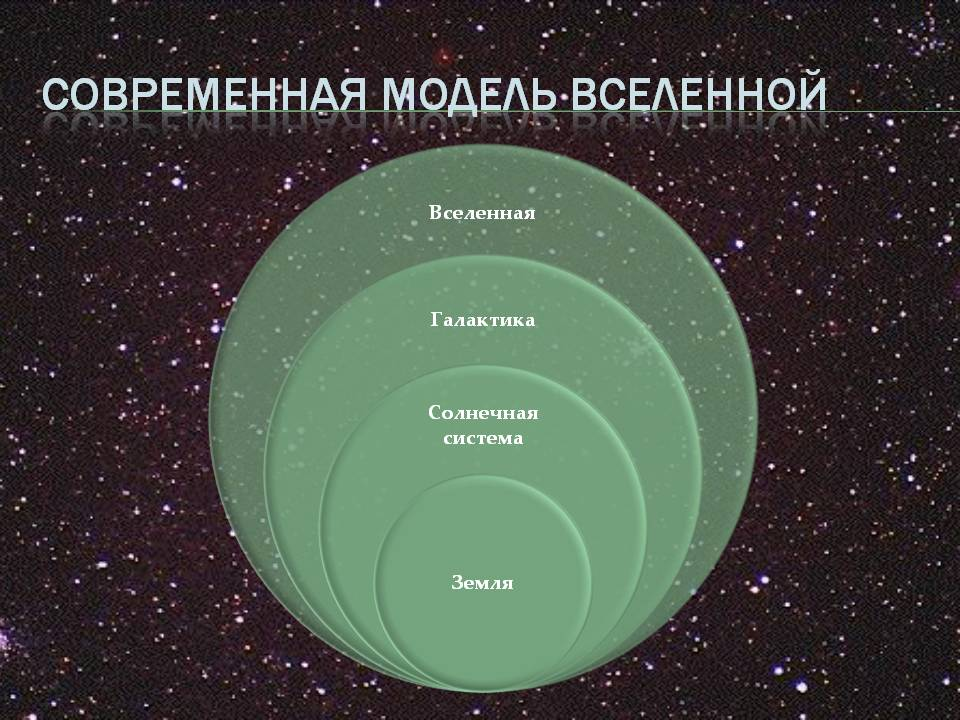 СОВРЕМЕННАЯ МОДЕЛЬ ВСЕЛЕННОЙ
Вселенная
Галактика
Солнечная
система
Земля